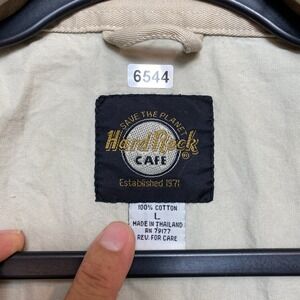 6544
SAVE THE PLANET
Hard Rock
CAFE
®
Established 1971
100% COTTON
L
MADE IN THAILAND
RN 79177
REV. FOR CARE